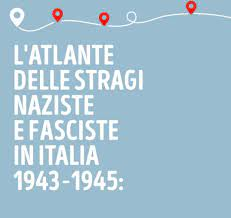 L'ATLANTE
DELLE STRAGI
NAZISTE
E FASCISTE
IN ITALIA
1943-1945: